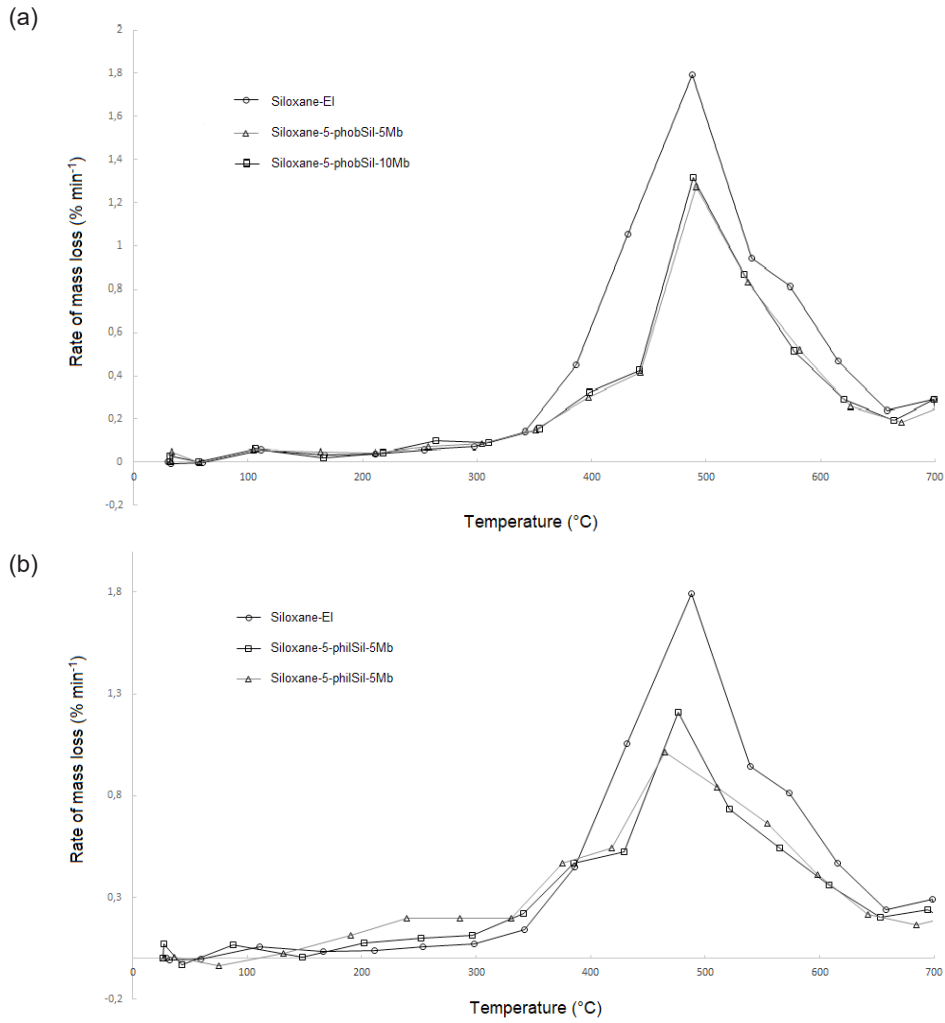 (a)
2
1,8
1,6
1,4
1,2
1
0,8
0,6
0,4
0,2
0
-0,2
Rate of mass loss (% min-1)
Siloxane-El
Siloxane-5-phobSil-5Mb
Siloxane-5-phobSil-10Mb
0 100 200 300 400 500 600 700
Temperature (°C)
(b)
1,8
1,3
0,8
0,3
-0,2
Rate of mass loss (% min-1)
Siloxane-El
Siloxane-5-philSil-5Mb
Siloxane-5-philSil-5Mb
0 100 200 300 400 500 600 700
Temperature (°C)